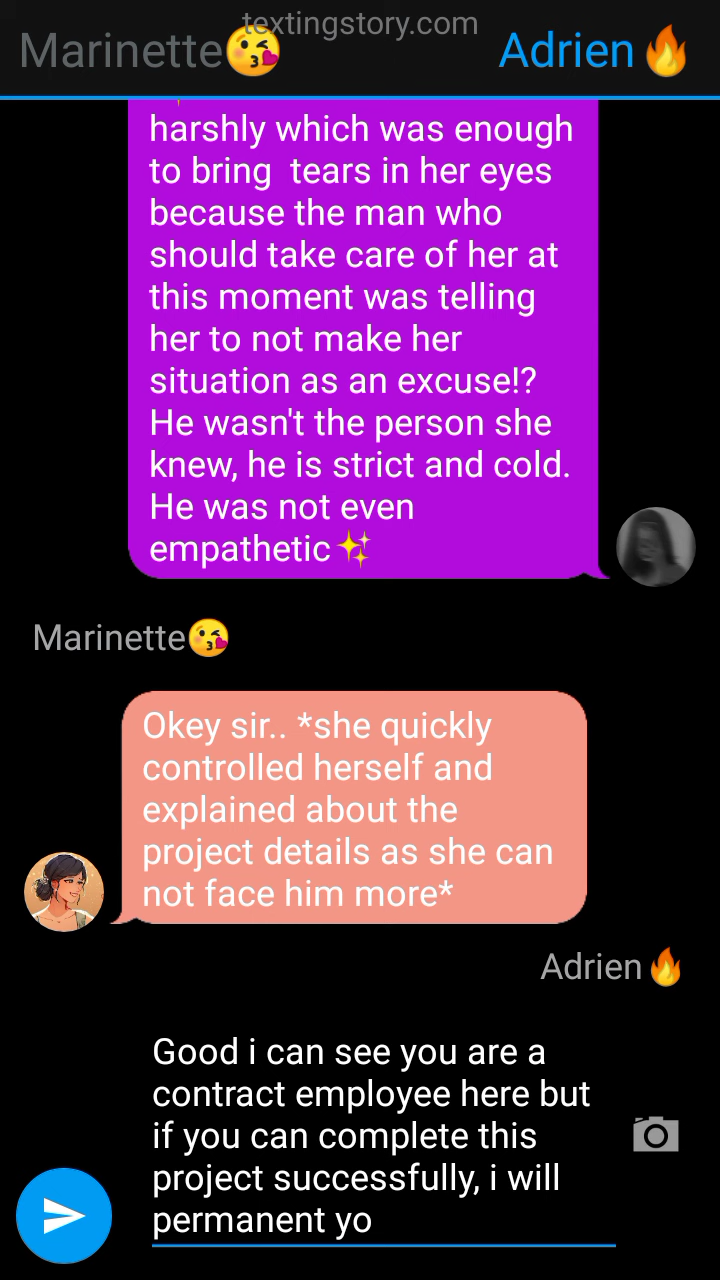 textingstory.com
Marinette😘 Adrien🔥
harshly which was enough
to bring  tears in her eyes
because the man who
should take care of her at
this moment was telling
her to not make her
situation as an excuse!?
He wasn't the person she
knew, he is strict and cold.
He was not even
empathetic✨
Marinette😘
Okey sir.. *she quickly
controlled herself and
explained about the
project details as she can
not face him more*
Adrien🔥
Good i can see you are a
contract employee here but
if you can complete this
project successfully, i will
permanent yo